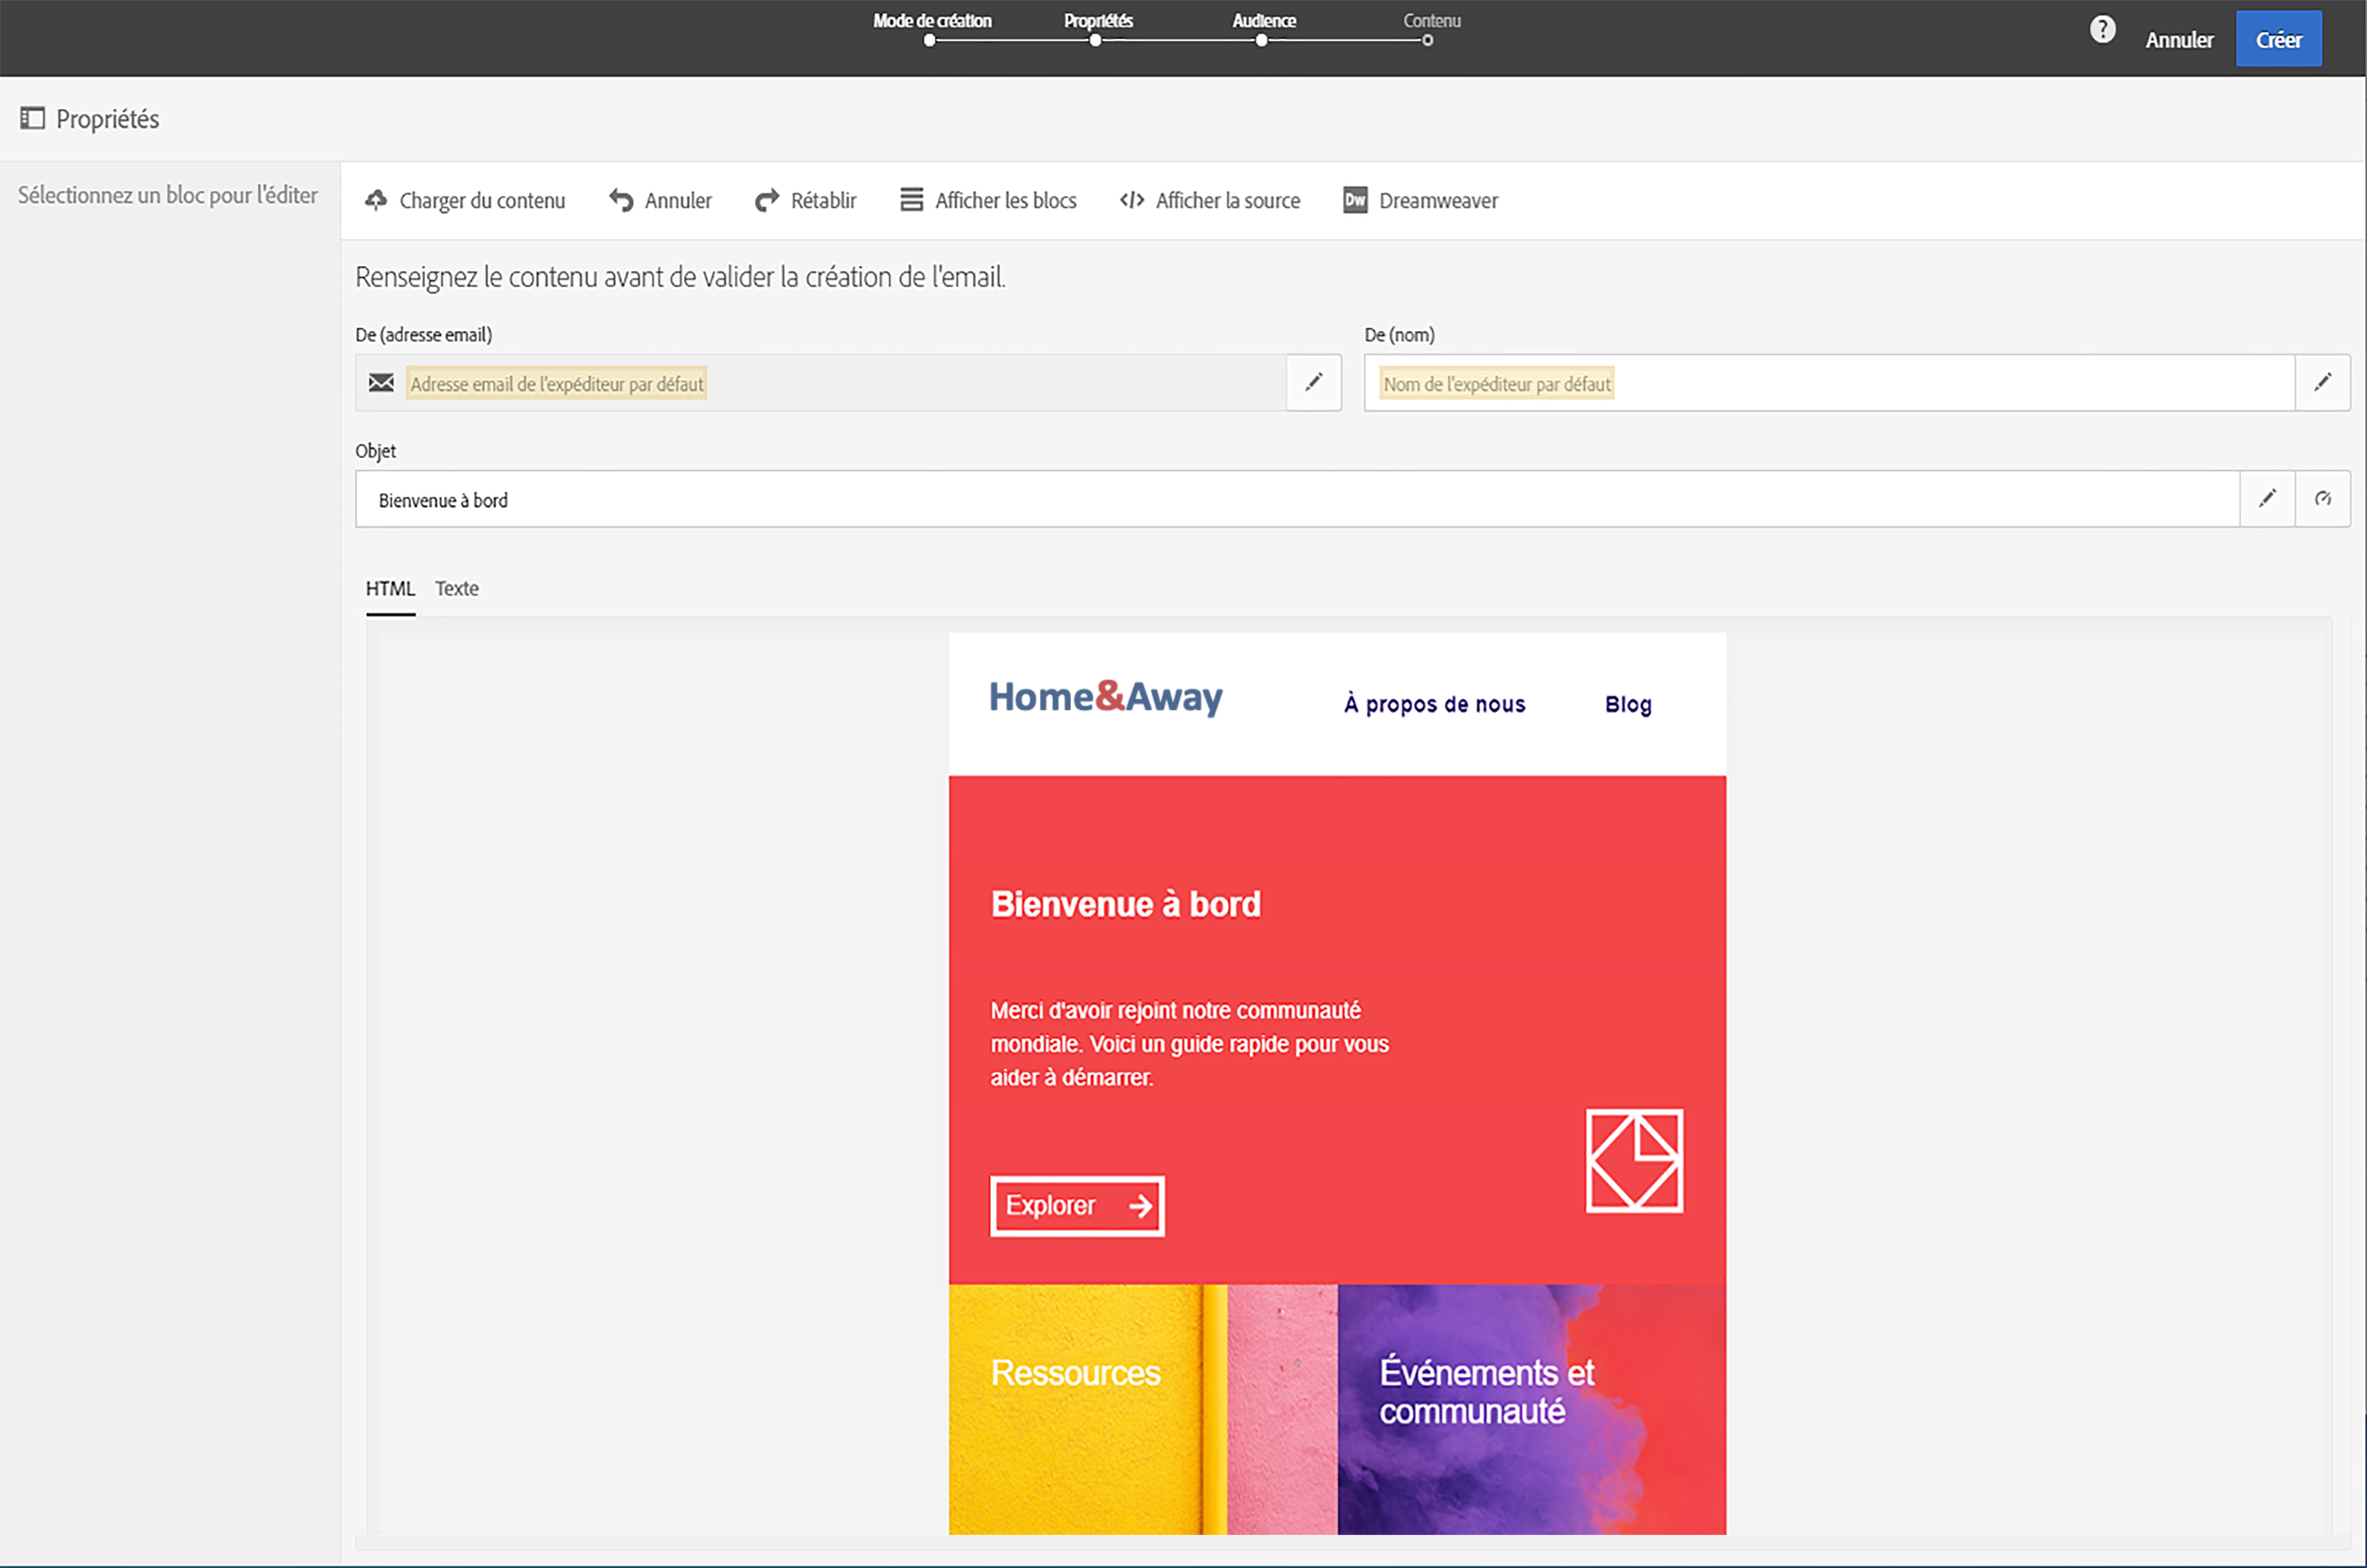 Mode de création Propriétés Audience Contenu
? Annuler Créer
Propriétés
Sélectionnez un bloc pour l'éditer
Charger du contenu Annuler Rétablir Afficher les blocs Afficher la source Dw Dreamweaver
Renseignez le contenu avant de valider la création de l'email.
De (adresse email) De (nom)
Adresse email de l'expéditeur par défaut Nom de l'expéditeur par défaut
Objet
Bienvenue à bord
HTML Texte
Home&Away À propos de nous Blog
Bienvenue à bord
Merci d'avoir rejoint notre communauté
mondiale. Voici un guide rapide pour vous
aider à démarrer.
Explorer
Ressources
Événements et
communauté